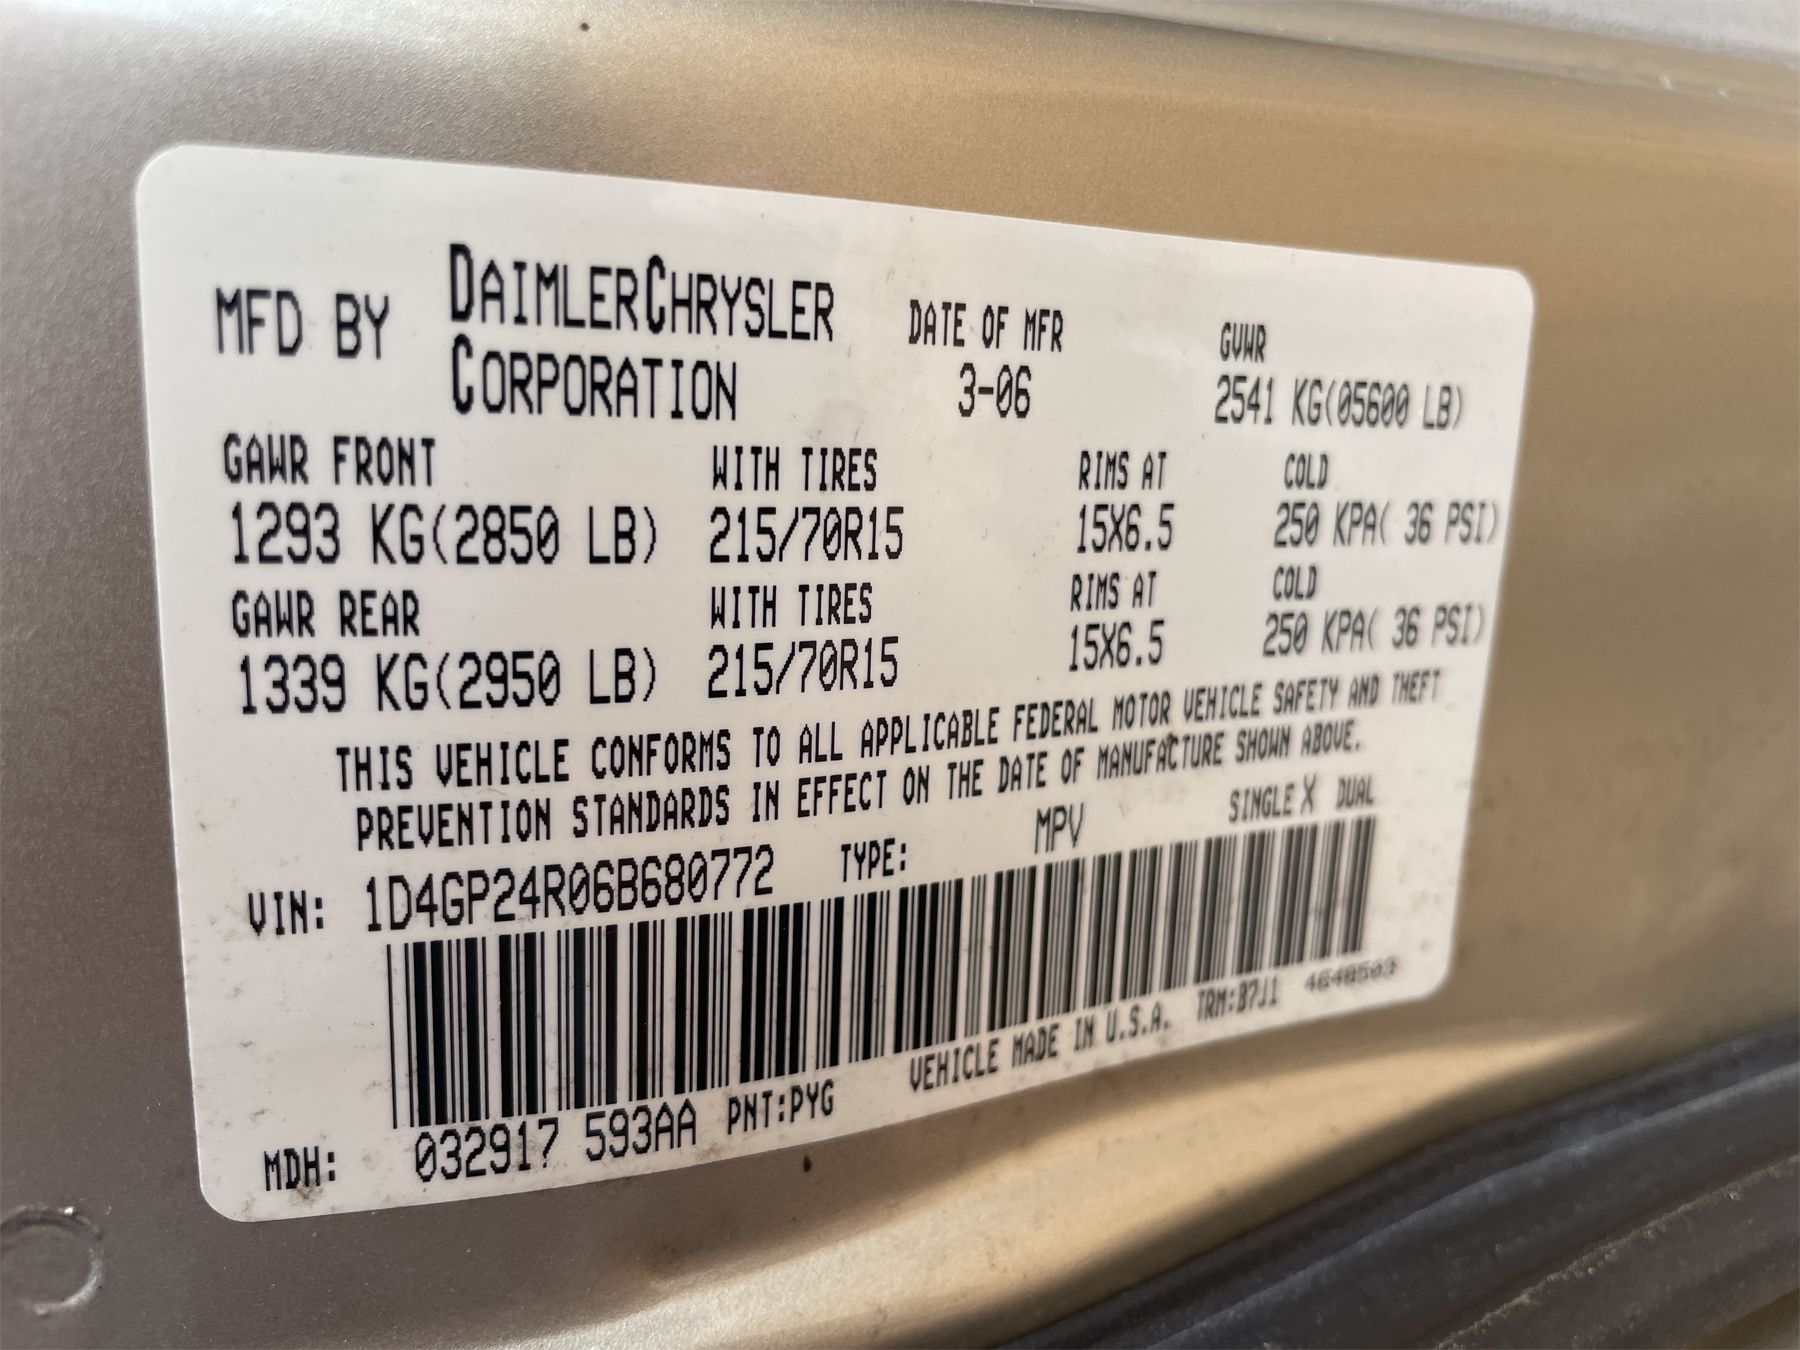 MFD BY DAIMLERCHRYSLER CORPORATION DATE OF MFR 3-06 GVWR 2541 KG(05600 LB)
GAWR FRONT WITH TIRES RIMS AT COLD
1293 KG(2850 LB) 215/70R15 15X6.5 250 KPA( 36 PSI)
GAWR REAR WITH TIRES RIMS AT COLD
1339 KG(2950 LB) 215/70R15 15X6.5 250 KPA( 36 PSI)
THIS VEHICLE CONFORMS TO ALL APPLICABLE FEDERAL MOTOR VEHICLE SAFETY AND THEFT
PREVENTION STANDARDS IN EFFECT ON THE DATE OF MANUFACTURE SHOWN ABOVE.
VIN: 1D4GP24R06B680772 TYPE: MPV SINGLE X DUAL
MDH: 032917 593AA PNT:PYG VEHICLE MADE IN U.S.A. TRM:B7J1